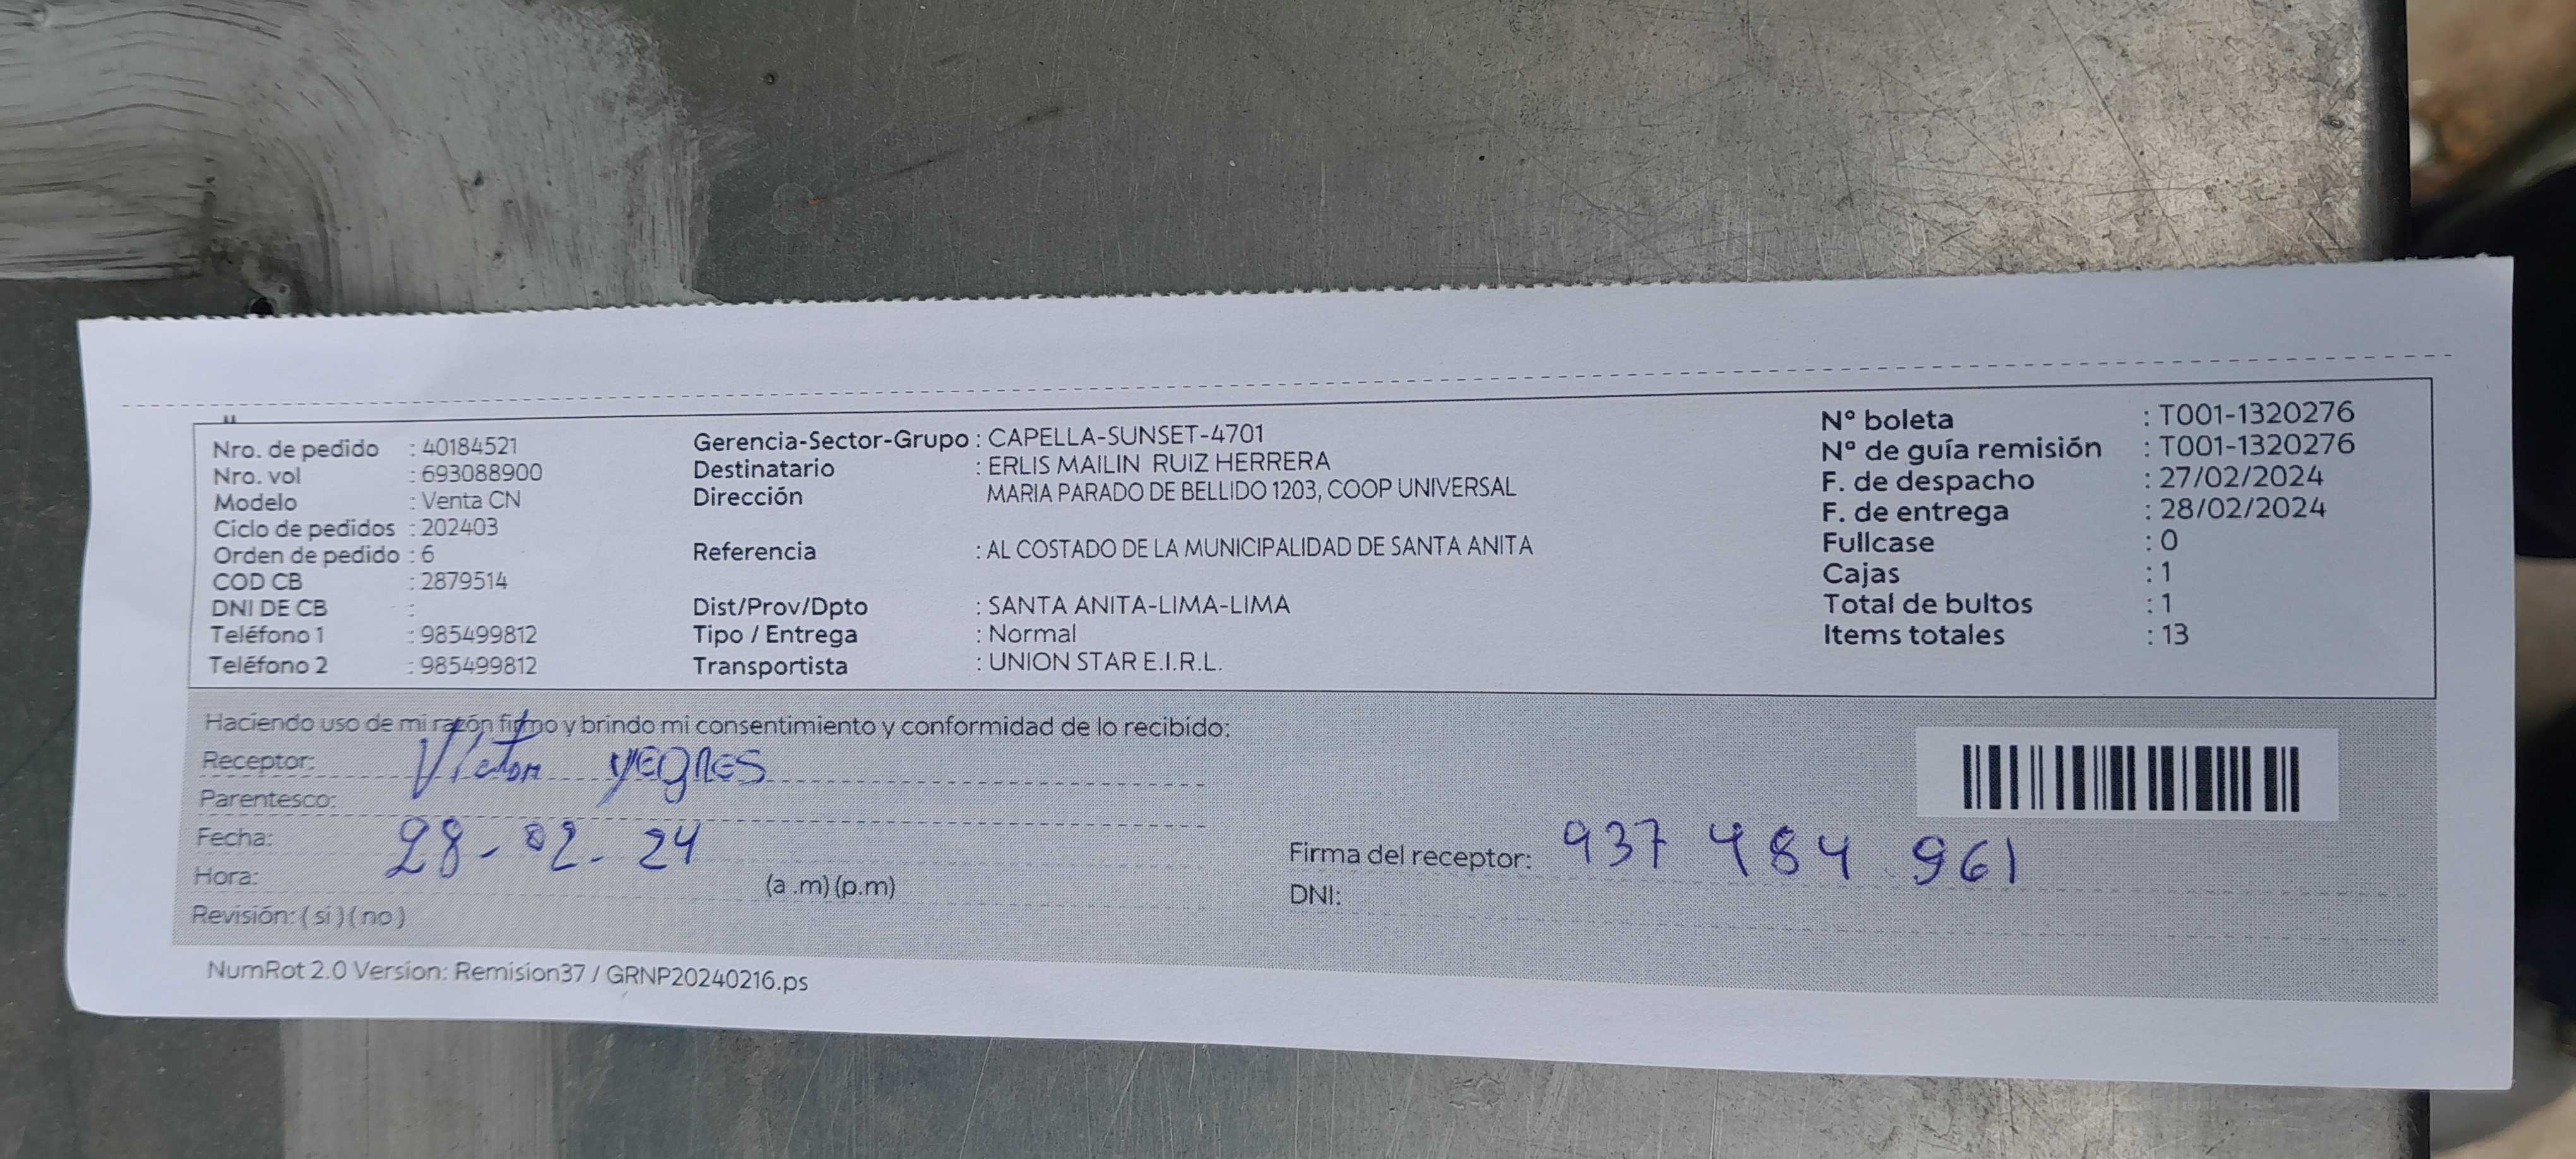 Nro. de pedido : 40184521
Nro. vol : 693088900
Modelo : Venta CN
Ciclo de pedidos : 202403
Orden de pedido : 6
COD CB : 2879514
DNI DE CB :
Teléfono 1 : 985499812
Teléfono 2 : 985499812
Gerencia-Sector-Grupo : CAPELLA-SUNSET-4701
Destinatario : ERLIS MAILIN RUIZ HERRERA
Dirección MARIA PARADO DE BELLIDO 1203, COOP UNIVERSAL
Referencia : AL COSTADO DE LA MUNICIPALIDAD DE SANTA ANITA
Dist/Prov/Dpto : SANTA ANITA-LIMA-LIMA
Tipo / Entrega : Normal
Transportista : UNION STAR E.I.R.L.
N° boleta : T001-1320276
N° de guía remisión : T001-1320276
F. de despacho : 27/02/2024
F. de entrega : 28/02/2024
Fullcase : 0
Cajas : 1
Total de bultos : 1
Items totales : 13
Haciendo uso de mi razón firmo y brindo mi consentimiento y conformidad de lo recibido:
Receptor: Victor YEGRES
Parentesco:
Fecha: 28-02-24
Hora: (a .m) (p.m)
Revisión: ( si ) ( no )
Firma del receptor: 937 484 961
DNI:
NumRot 2.0 Version: Remision37 / GRNP20240216.ps